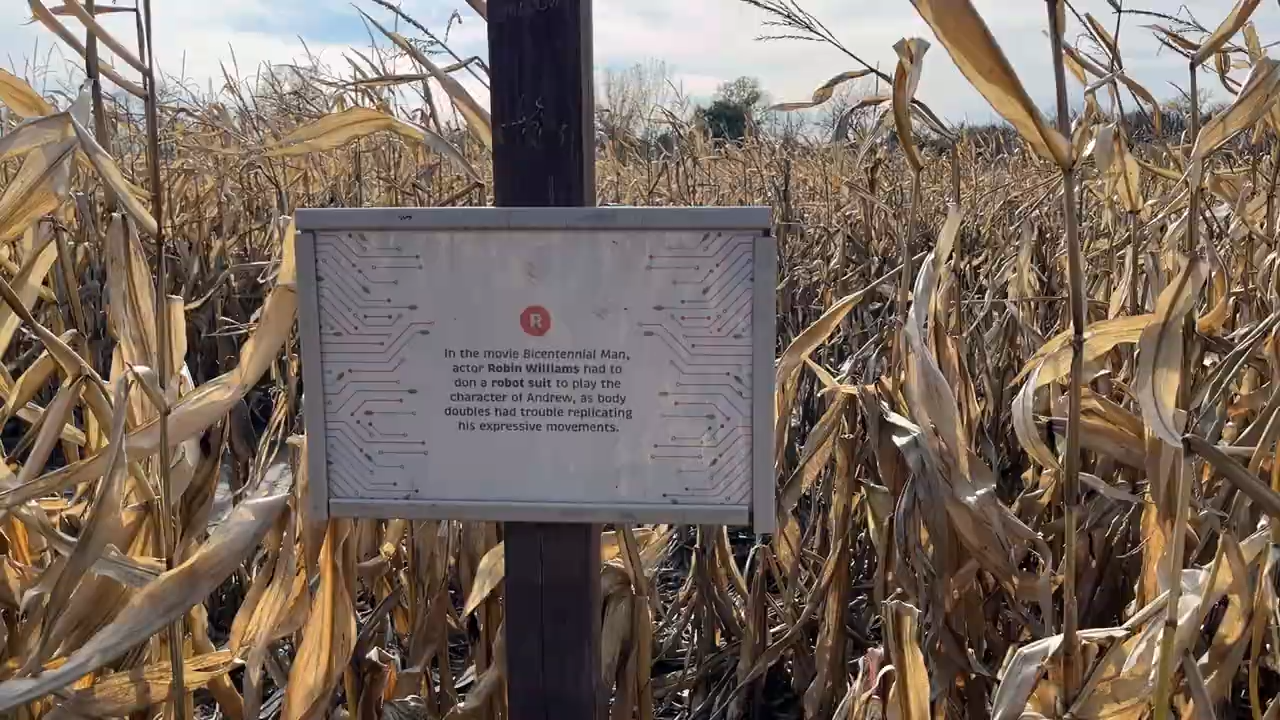 R
In the movie Bicentennial Man,
actor Robin Williams had to
don a robot suit to play the
character of Andrew, as body
doubles had trouble replicating
his expressive movements.